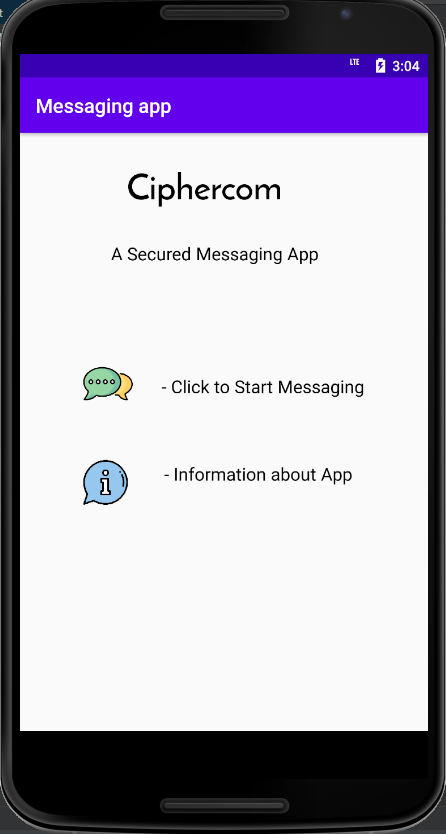 LTE 3:04
Messaging app
Ciphercom
A Secured Messaging App
- Click to Start Messaging
i
- Information about App